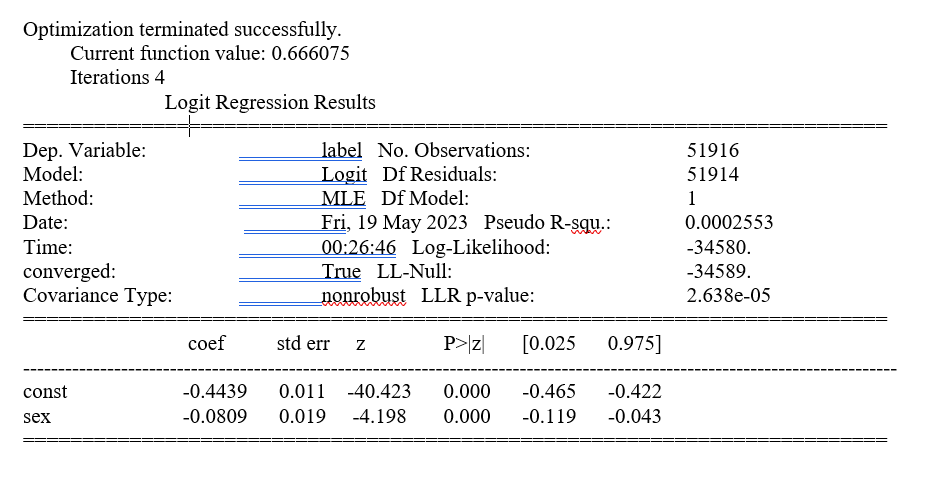 Optimization terminated successfully.
Current function value: 0.666075
Iterations 4
Logit Regression Results
==============================================================================
Dep. Variable: label No. Observations: 51916
Model: Logit Df Residuals: 51914
Method: MLE Df Model: 1
Date: Fri, 19 May 2023 Pseudo R-squ.: 0.0002553
Time: 00:26:46 Log-Likelihood: -34580.
converged: True LL-Null: -34589.
Covariance Type: nonrobust LLR p-value: 2.638e-05
==============================================================================
coef std err z P>|z| [0.025 0.975]
------------------------------------------------------------------------------
const -0.4439 0.011 -40.423 0.000 -0.465 -0.422
sex -0.0809 0.019 -4.198 0.000 -0.119 -0.043
==============================================================================